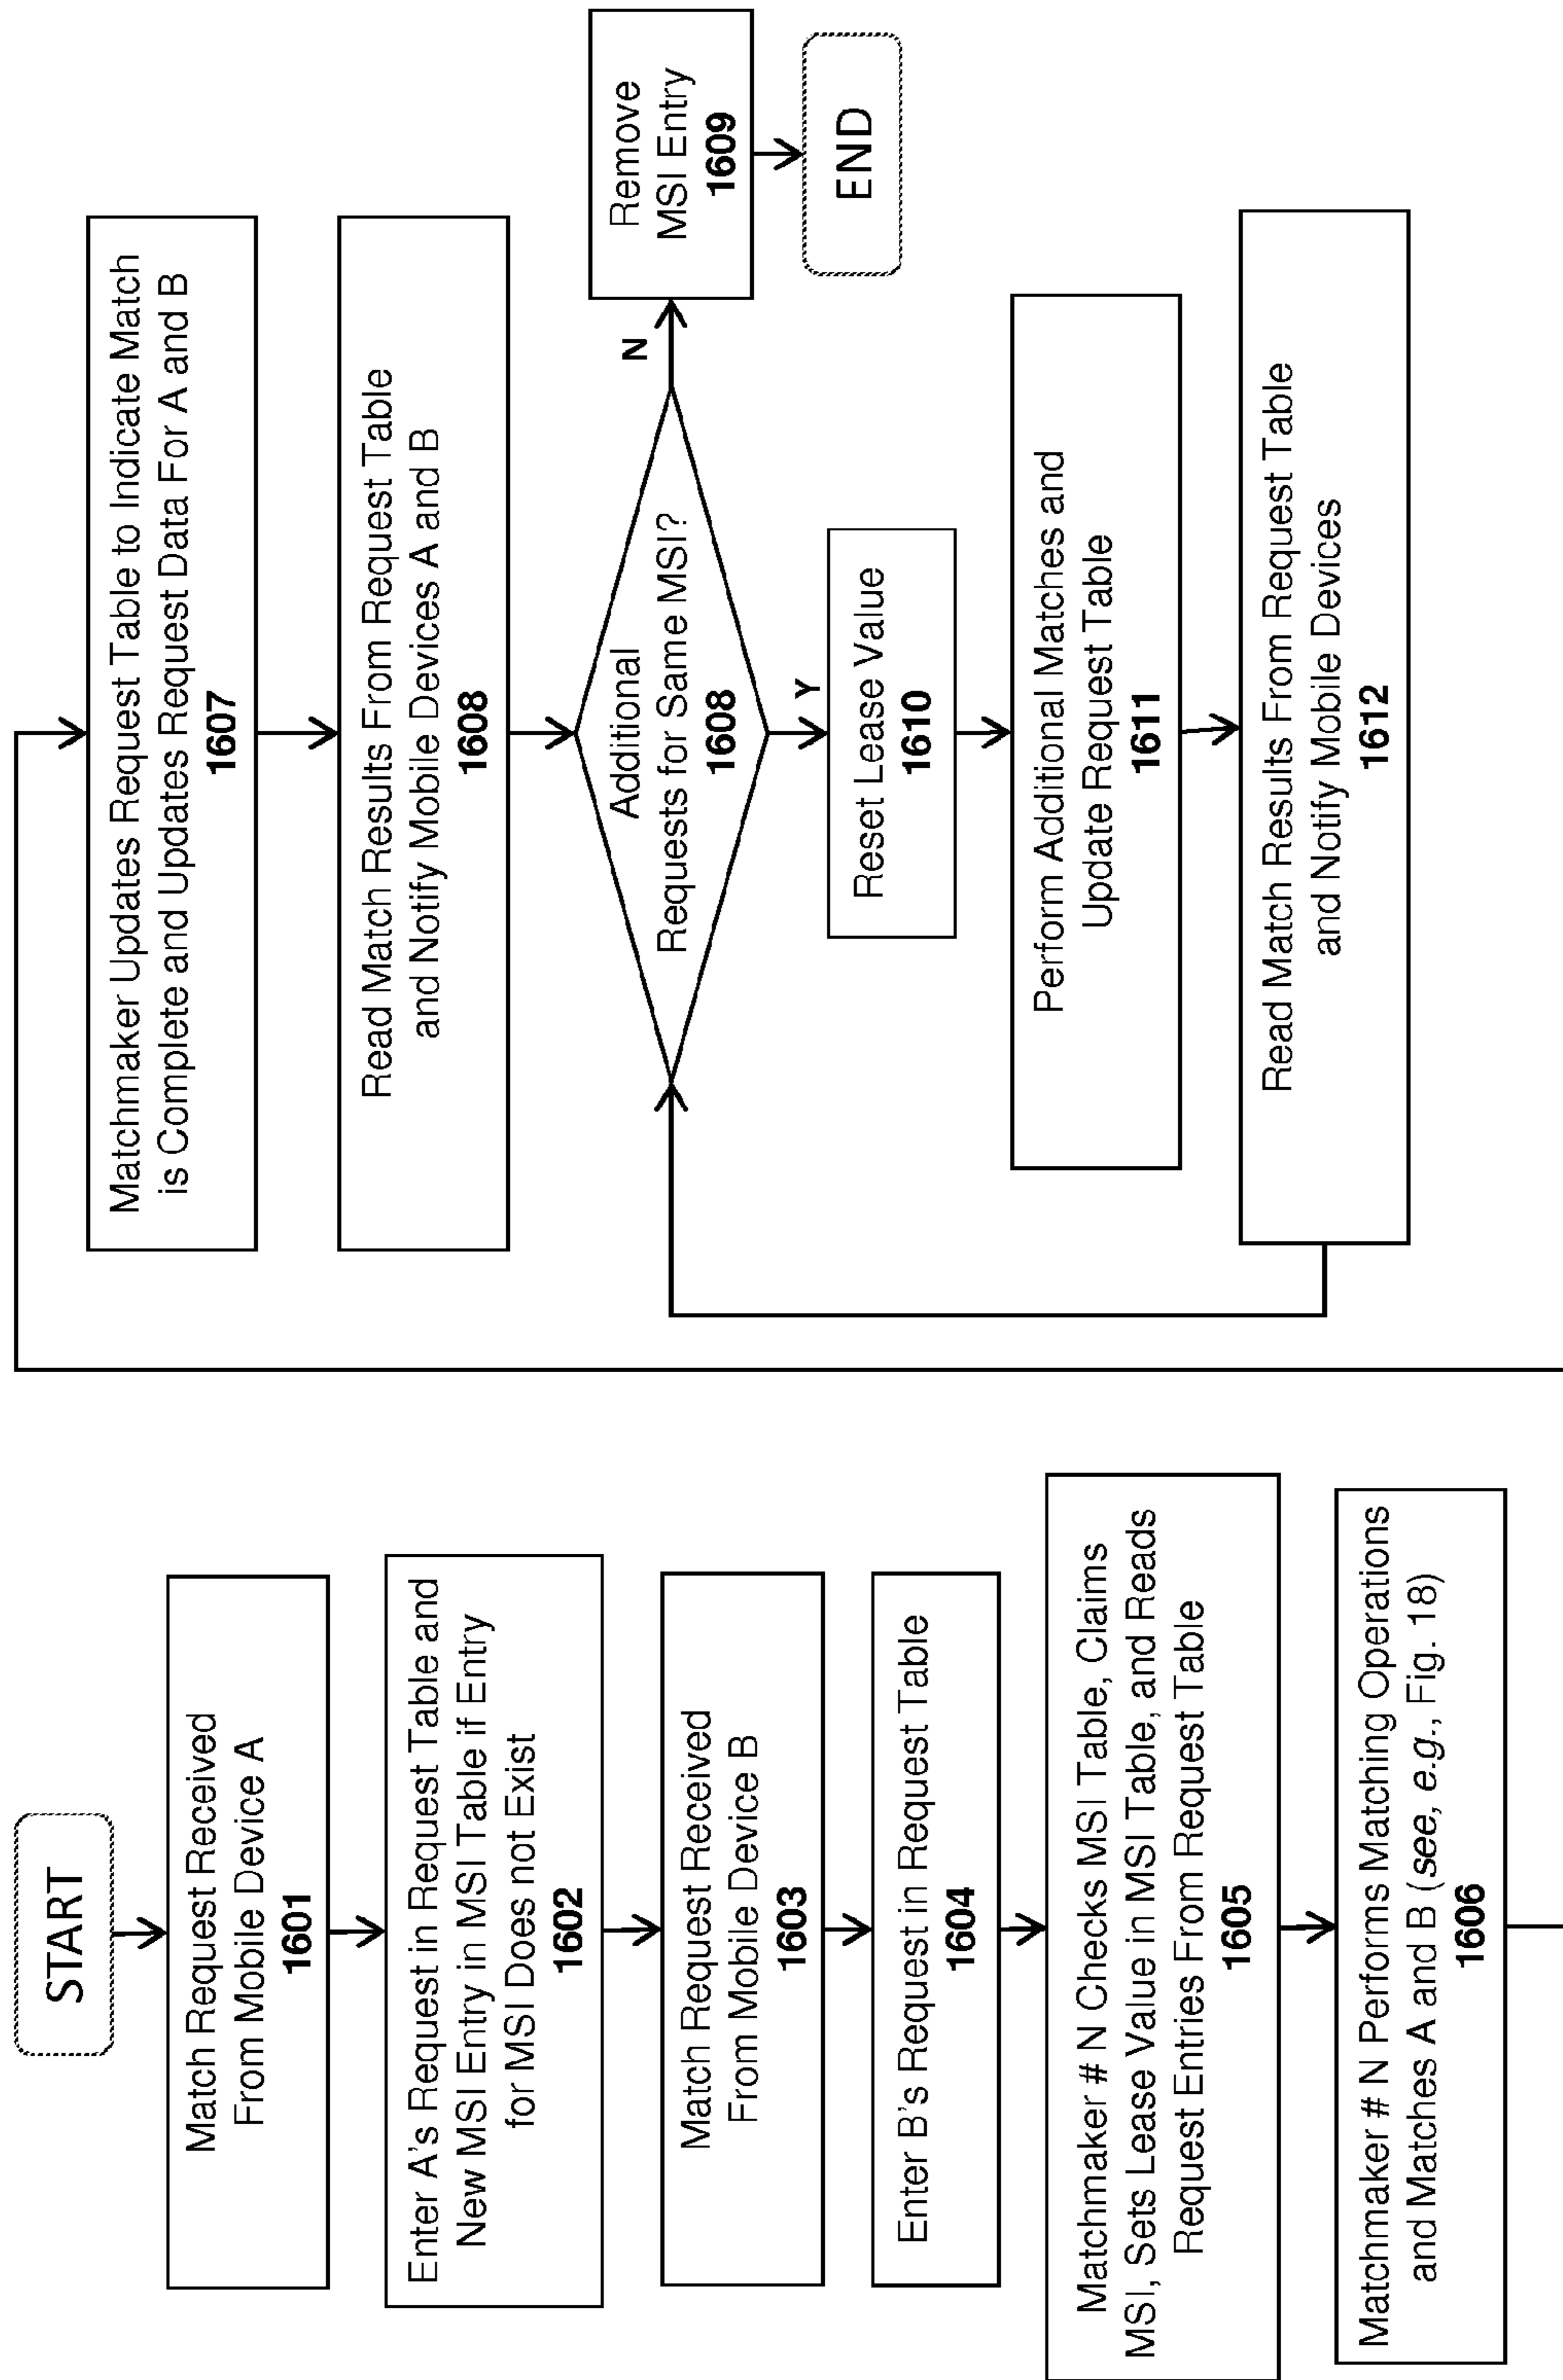 START
Match Request Received
From Mobile Device A
1601
Enter A's Request in Request Table and
New MSI Entry in MSI Table if Entry
for MSI Does not Exist
1602
Match Request Received
From Mobile Device B
1603
Enter B's Request in Request Table
1604
Matchmaker # N Checks MSI Table, Claims
MSI, Sets Lease Value in MSI Table, and Reads
Request Entries From Request Table
1605
Matchmaker # N Performs Matching Operations
and Matches A and B (see, e.g., Fig. 18)
1606
Matchmaker Updates Request Table to Indicate Match
is Complete and Updates Request Data For A and B
1607
Read Match Results From Request Table
and Notify Mobile Devices A and B
1608
Additional
Requests for Same MSI?
1608
N
Remove
MSI Entry
1609
END
Y
Reset Lease Value
1610
Perform Additional Matches and
Update Request Table
1611
Read Match Results From Request Table
and Notify Mobile Devices
1612